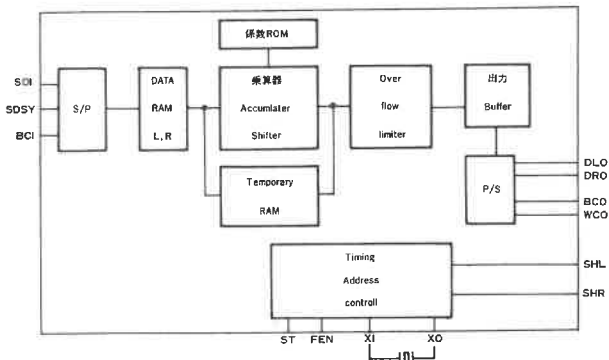 係数ROM
SDI
SDSY
BCI
S/P
DATA
RAM
L,R
乗算器
Accumlater
Shifter
Over
flow
limiter
出力
Buffer
Temporary
RAM
P/S
DLO
DRO
BCO
WCO
Timing
Address
controll
SHL
SHR
ST FEN XI XO